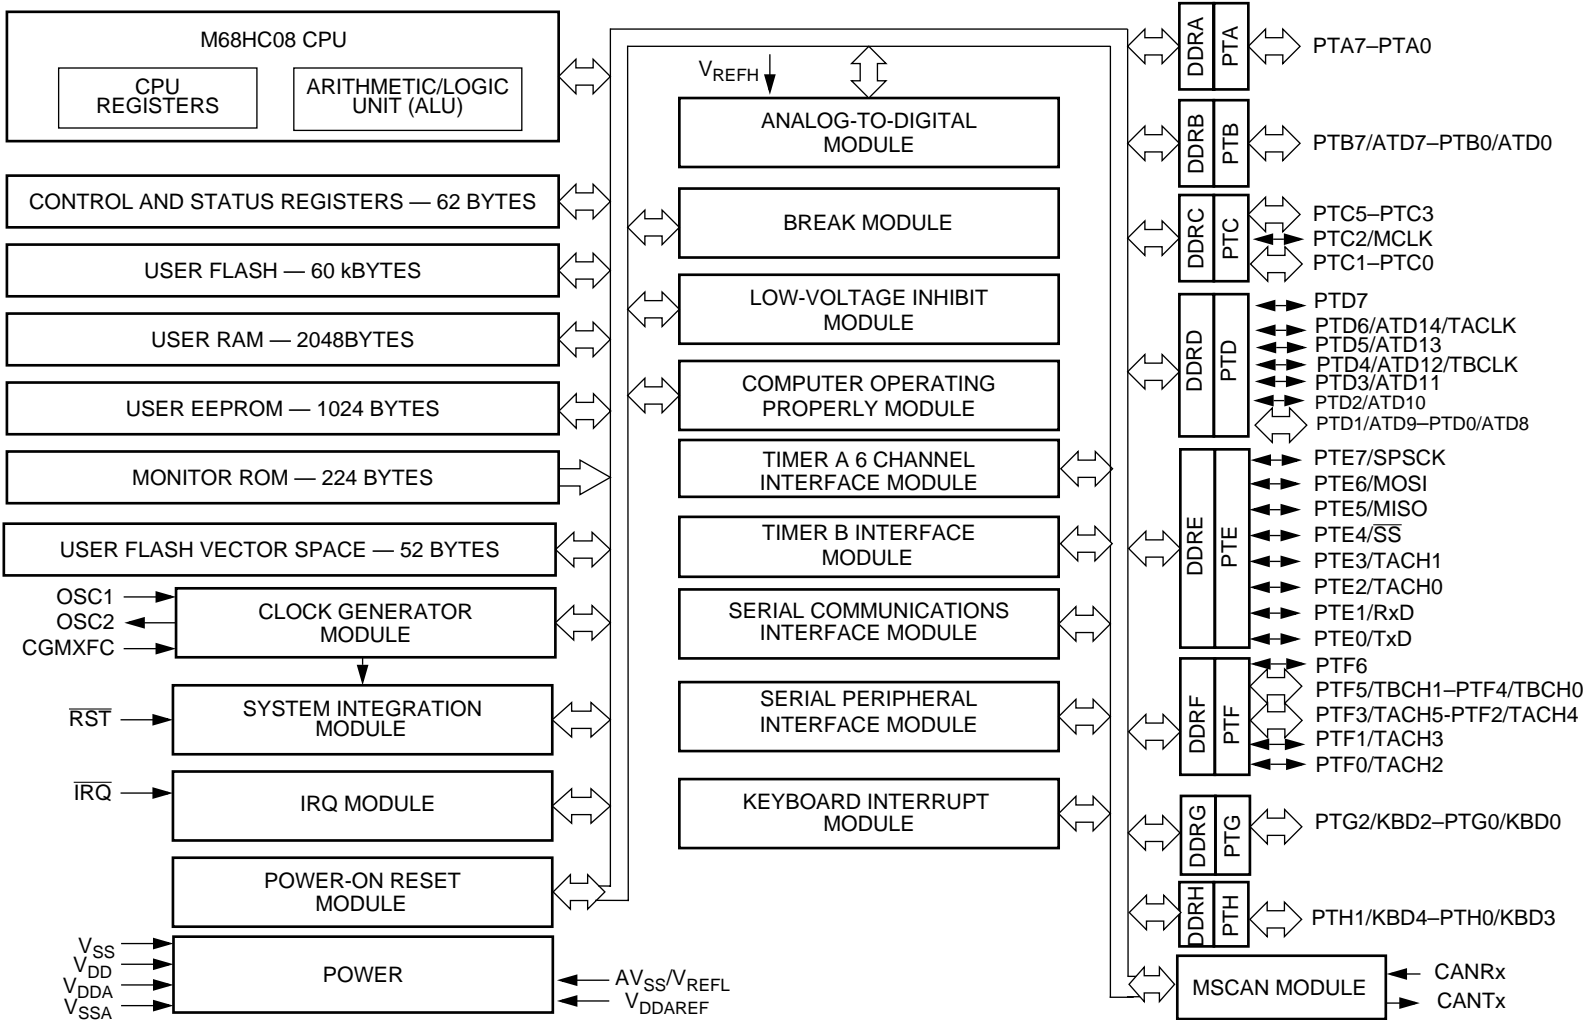 M68HC08 CPU
CPU
REGISTERS
ARITHMETIC/LOGIC
UNIT (ALU)
CONTROL AND STATUS REGISTERS — 62 BYTES
USER FLASH — 60 kBYTES
USER RAM — 2048BYTES
USER EEPROM — 1024 BYTES
MONITOR ROM — 224 BYTES
USER FLASH VECTOR SPACE — 52 BYTES
OSC1
OSC2
CGMXFC
CLOCK GENERATOR
MODULE
RST
SYSTEM INTEGRATION
MODULE
IRQ
IRQ MODULE
POWER-ON RESET
MODULE
VSS
VDD
VDDA
VSSA
POWER
AVSS/VREFL
VDDAREF
VREFH
ANALOG-TO-DIGITAL
MODULE
BREAK MODULE
LOW-VOLTAGE INHIBIT
MODULE
COMPUTER OPERATING
PROPERLY MODULE
TIMER A 6 CHANNEL
INTERFACE MODULE
TIMER B INTERFACE
MODULE
SERIAL COMMUNICATIONS
INTERFACE MODULE
SERIAL PERIPHERAL
INTERFACE MODULE
KEYBOARD INTERRUPT
MODULE
DDRA
PTA
PTA7–PTA0
DDRB
PTB
PTB7/ATD7–PTB0/ATD0
DDRC
PTC
PTC5–PTC3
PTC2/MCLK
PTC1–PTC0
DDRD
PTD
PTD7
PTD6/ATD14/TACLK
PTD5/ATD13
PTD4/ATD12/TBCLK
PTD3/ATD11
PTD2/ATD10
PTD1/ATD9–PTD0/ATD8
DDRE
PTE
PTE7/SPSCK
PTE6/MOSI
PTE5/MISO
PTE4/SS
PTE3/TACH1
PTE2/TACH0
PTE1/RxD
PTE0/TxD
DDRF
PTF
PTF6
PTF5/TBCH1–PTF4/TBCH0
PTF3/TACH5-PTF2/TACH4
PTF1/TACH3
PTF0/TACH2
DDRG
PTG
PTG2/KBD2–PTG0/KBD0
DDRH
PTH
PTH1/KBD4–PTH0/KBD3
MSCAN MODULE
CANRx
CANTx